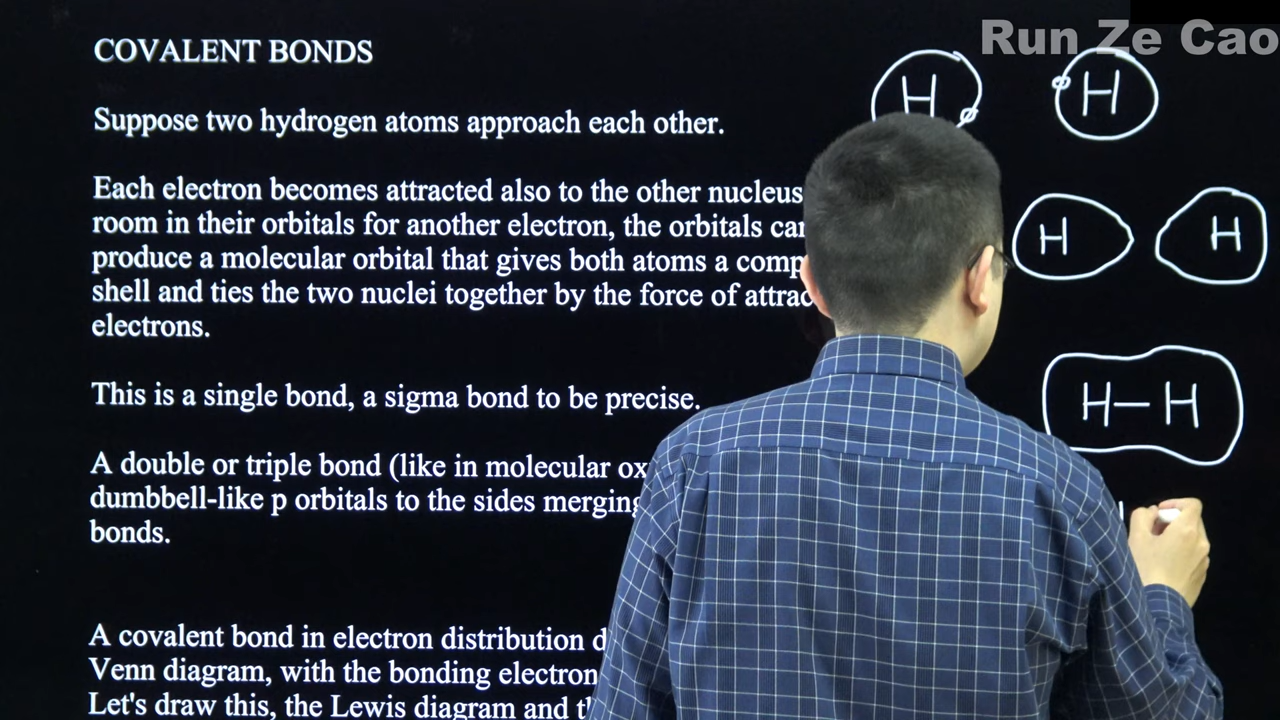 Run Ze Cao
COVALENT BONDS
H H
Suppose two hydrogen atoms approach each other.
Each electron becomes attracted also to the other nucleus
room in their orbitals for another electron, the orbitals can
produce a molecular orbital that gives both atoms a
H H
shell and ties the two nuclei together by the force of
electrons.
This is a single bond, a sigma bond to be precise.
H–H
A double or triple bond (like in molecular
dumbbell-like p orbitals to the sides merging
bonds.
A covalent bond in electron distribution
Venn diagram, with the bonding electron
Let's draw this, the Lewis diagram and